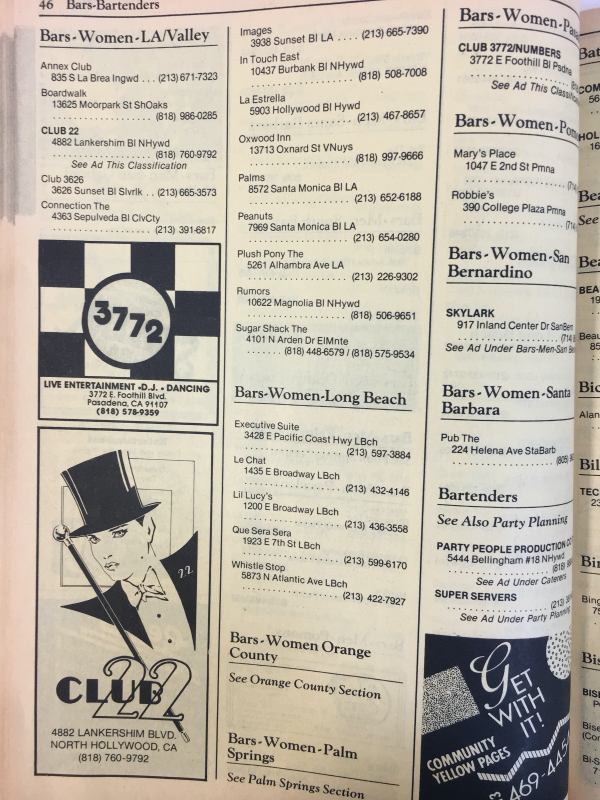 46 Bars-Bartenders
Bars-Women-LA/Valley
Annex Club
835 S La Brea Ingwd . . . (213) 671-7323
Boardwalk
13625 Moorpark St ShOaks
. . . . . . . . . . . . . . . . (818) 986-0285
CLUB 22
4882 Lankershim Bl NHywd
. . . . . . . . . . . . . . . . (818) 760-9792
See Ad This Classification
Club 3626
3626 Sunset Bl Slvrlk . . (213) 665-3573
Connection The
4363 Sepulveda Bl ClvCty
. . . . . . . . . . . . . . . . (213) 391-6817
3772
LIVE ENTERTAINMENT • D.J. • DANCING
3772 E. Foothill Blvd.
Pasadena, CA 91107
(818) 578-9359
22
CLUB 22
4882 LANKERSHIM BLVD.
NORTH HOLLYWOOD, CA
(818) 760-9792
Images
3938 Sunset Bl LA . . . . (213) 665-7390
In Touch East
10437 Burbank Bl NHywd
. . . . . . . . . . . . . . . . (818) 508-7008
La Estrella
5903 Hollywood Bl Hywd
. . . . . . . . . . . . . . . . (213) 467-8657
Oxwood Inn
13713 Oxnard St VNuys
. . . . . . . . . . . . . . . . (818) 997-9666
Palms
8572 Santa Monica Bl LA
. . . . . . . . . . . . . . . . (213) 652-6188
Peanuts
7969 Santa Monica Bl LA
. . . . . . . . . . . . . . . . (213) 654-0280
Plush Pony The
5261 Alhambra Ave LA
. . . . . . . . . . . . . . . . (213) 226-9302
Rumors
10622 Magnolia Bl NHywd
. . . . . . . . . . . . . . . . (818) 506-9651
Sugar Shack The
4101 N Arden Dr ElMnte
. . . . . . . (818) 448-6579 / (818) 575-9534
Bars-Women-Long Beach
Executive Suite
3428 E Pacific Coast Hwy LBch
. . . . . . . . . . . . . . . . (213) 597-3884
Le Chat
1435 E Broadway LBch
. . . . . . . . . . . . . . . . (213) 432-4146
Lil Lucy's
1200 E Broadway LBch
. . . . . . . . . . . . . . . . (213) 436-3558
Que Sera Sera
1923 E 7th St LBch
. . . . . . . . . . . . . . . . (213) 599-6170
Whistle Stop
5873 N Atlantic Ave LBch
. . . . . . . . . . . . . . . . (213) 422-7927
Bars-Women Orange
County
See Orange County Section
Bars-Women-Palm
Springs
See Palm Springs Section
Bars-Women-
CLUB 3772/NUMBERS
3772 E Foothill Bl Psdna
See Ad This
Bars-Women-
Mary's Place
1047 E 2nd St Pmna
Robbie's
390 College Plaza Pmna
Bars-Women-San
Bernardino
SKYLARK
917 Inland Center Dr
See Ad Under Bars-Men-San
Bars-Women-Santa
Barbara
Pub The
224 Helena Ave StaBarb
. . . . . . . . . . . . . . . . (805)
Bartenders
See Also Party Planning
PARTY PEOPLE PRODUCTION
5444 Bellingham #18 NHywd
. . . . . . . . . . . . . . . . (818)
See Ad Under Caterers
SUPER SERVERS
. . . . . . . . . . . . . . . . (213)
See Ad Under Party Planning
GET
WITH
IT!
COMMUNITY
YELLOW PAGES